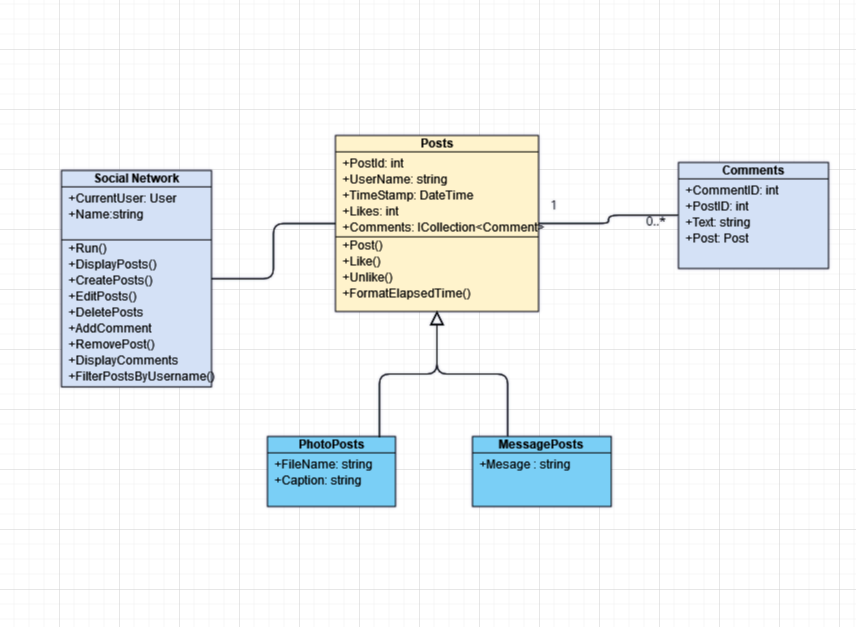 Social Network
+CurrentUser: User
+Name:string
+Run()
+DisplayPosts()
+CreatePosts()
+EditPosts()
+DeletePosts
+AddComment
+RemovePost()
+DisplayComments
+FilterPostsByUsername()
Posts
+PostId: int
+UserName: string
+TimeStamp: DateTime
+Likes: int
+Comments: ICollection<Comment>
+Post()
+Like()
+Unlike()
+FormatElapsedTime()
1
0..*
Comments
+CommentID: int
+PostID: int
+Text: string
+Post: Post
PhotoPosts
+FileName: string
+Caption: string
MessagePosts
+Mesage : string